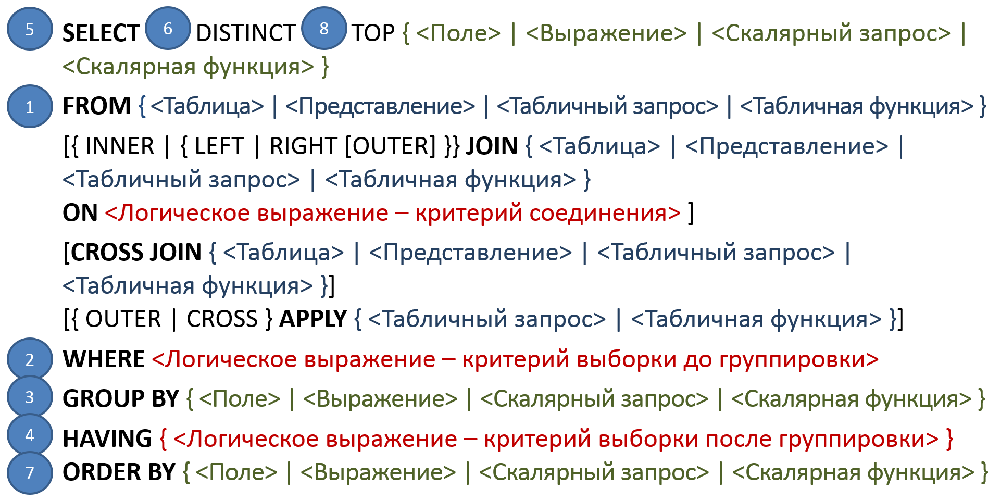 5 SELECT 6 DISTINCT 8 TOP { <Поле> | <Выражение> | <Скалярный запрос> |
<Скалярная функция> }
1 FROM { <Таблица> | <Представление> | <Табличный запрос> | <Табличная функция> }
[{ INNER | { LEFT | RIGHT [OUTER] }} JOIN { <Таблица> | <Представление> |
<Табличный запрос> | <Табличная функция> }
ON <Логическое выражение – критерий соединения> ]
[CROSS JOIN { <Таблица> | <Представление> | <Табличный запрос> |
<Табличная функция> }]
[{ OUTER | CROSS } APPLY { <Табличный запрос> | <Табличная функция> }]
2 WHERE <Логическое выражение – критерий выборки до группировки>
3 GROUP BY { <Поле> | <Выражение> | <Скалярный запрос> | <Скалярная функция> }
4 HAVING { <Логическое выражение – критерий выборки после группировки> }
7 ORDER BY { <Поле> | <Выражение> | <Скалярный запрос> | <Скалярная функция> }